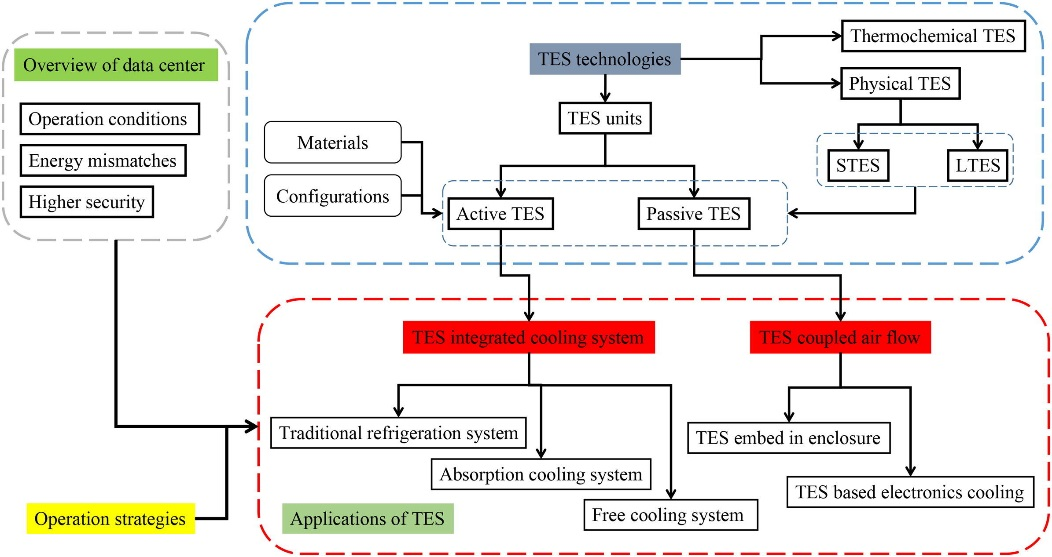 Overview of data center
Operation conditions
Energy mismatches
Higher security
TES technologies
Thermochemical TES
Physical TES
TES units
Materials
Configurations
STES
LTES
Active TES
Passive TES
TES integrated cooling system
TES coupled air flow
Traditional refrigeration system
Absorption cooling system
Free cooling system
TES embed in enclosure
TES based electronics cooling
Operation strategies
Applications of TES